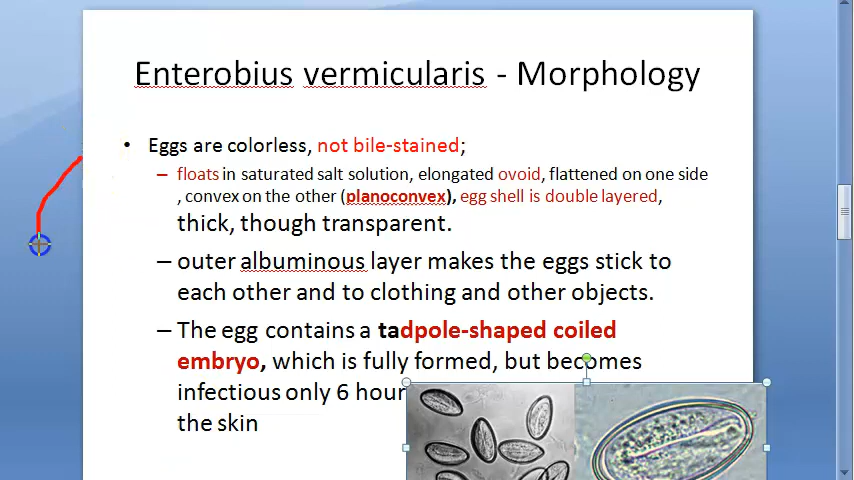 Enterobius vermicularis - Morphology
• Eggs are colorless, not bile-stained;
– floats in saturated salt solution, elongated ovoid, flattened on one side
, convex on the other (planoconvex), egg shell is double layered,
thick, though transparent.
– outer albuminous layer makes the eggs stick to
each other and to clothing and other objects.
– The egg contains a tadpole-shaped coiled
embryo, which is fully formed, but becomes
infectious only 6 hour
the skin